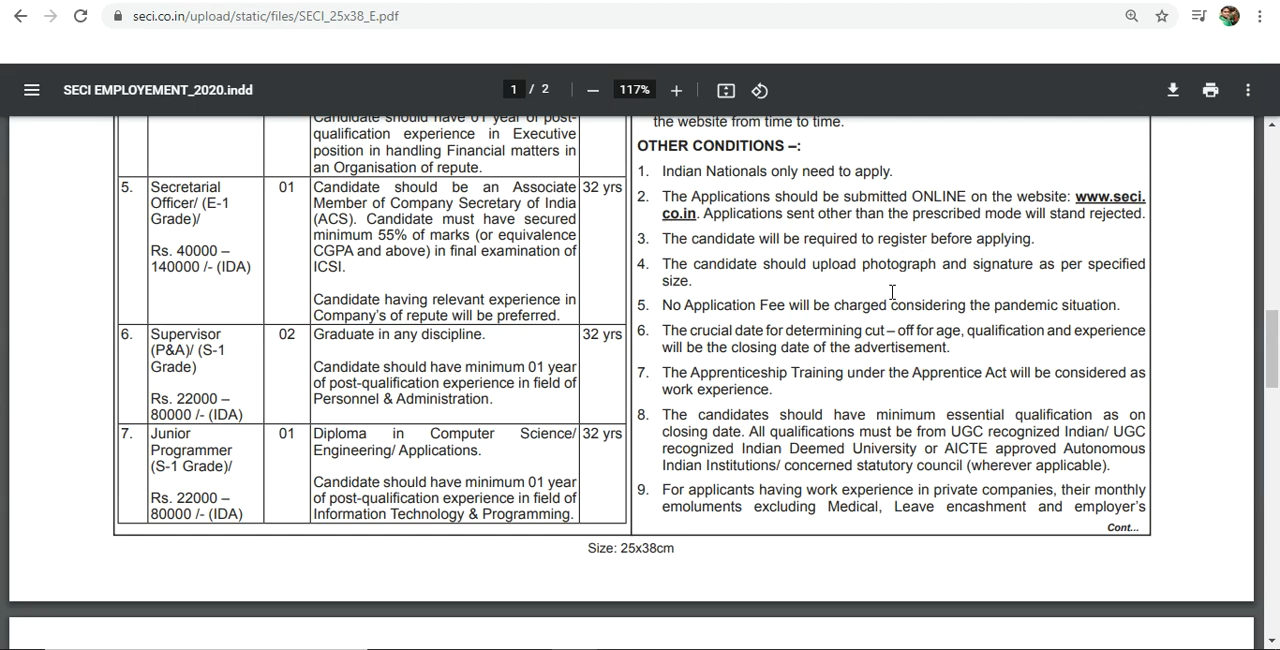 seci.co.in/upload/static/files/SECI_25x38_E.pdf
SECI EMPLOYEMENT_2020.indd
1 / 2
117%
Candidate should have 01 year of post-
qualification experience in Executive
position in handling Financial matters in
an Organisation of repute.
5. Secretarial Officer/ (E-1 Grade)/
Rs. 40000 –
140000 /- (IDA)
01
Candidate should be an Associate
Member of Company Secretary of India
(ACS). Candidate must have secured
minimum 55% of marks (or equivalence
CGPA and above) in final examination of
ICSI.
Candidate having relevant experience in
Company's of repute will be preferred.
32 yrs
6. Supervisor
(P&A)/ (S-1
Grade)
Rs. 22000 –
80000 /- (IDA)
02
Graduate in any discipline.
Candidate should have minimum 01 year
of post-qualification experience in field of
Personnel & Administration.
32 yrs
7. Junior
Programmer
(S-1 Grade)/
Rs. 22000 –
80000 /- (IDA)
01
Diploma in Computer Science/
Engineering/ Applications.
Candidate should have minimum 01 year
of post-qualification experience in field of
Information Technology & Programming.
32 yrs
the website from time to time.
OTHER CONDITIONS –:
1. Indian Nationals only need to apply.
2. The Applications should be submitted ONLINE on the website: www.seci.
co.in. Applications sent other than the prescribed mode will stand rejected.
3. The candidate will be required to register before applying.
4. The candidate should upload photograph and signature as per specified
size.
5. No Application Fee will be charged considering the pandemic situation.
6. The crucial date for determining cut – off for age, qualification and experience
will be the closing date of the advertisement.
7. The Apprenticeship Training under the Apprentice Act will be considered as
work experience.
8. The candidates should have minimum essential qualification as on
closing date. All qualifications must be from UGC recognized Indian/ UGC
recognized Indian Deemed University or AICTE approved Autonomous
Indian Institutions/ concerned statutory council (wherever applicable).
9. For applicants having work experience in private companies, their monthly
emoluments excluding Medical, Leave encashment and employer's
Cont...
Size: 25x38cm